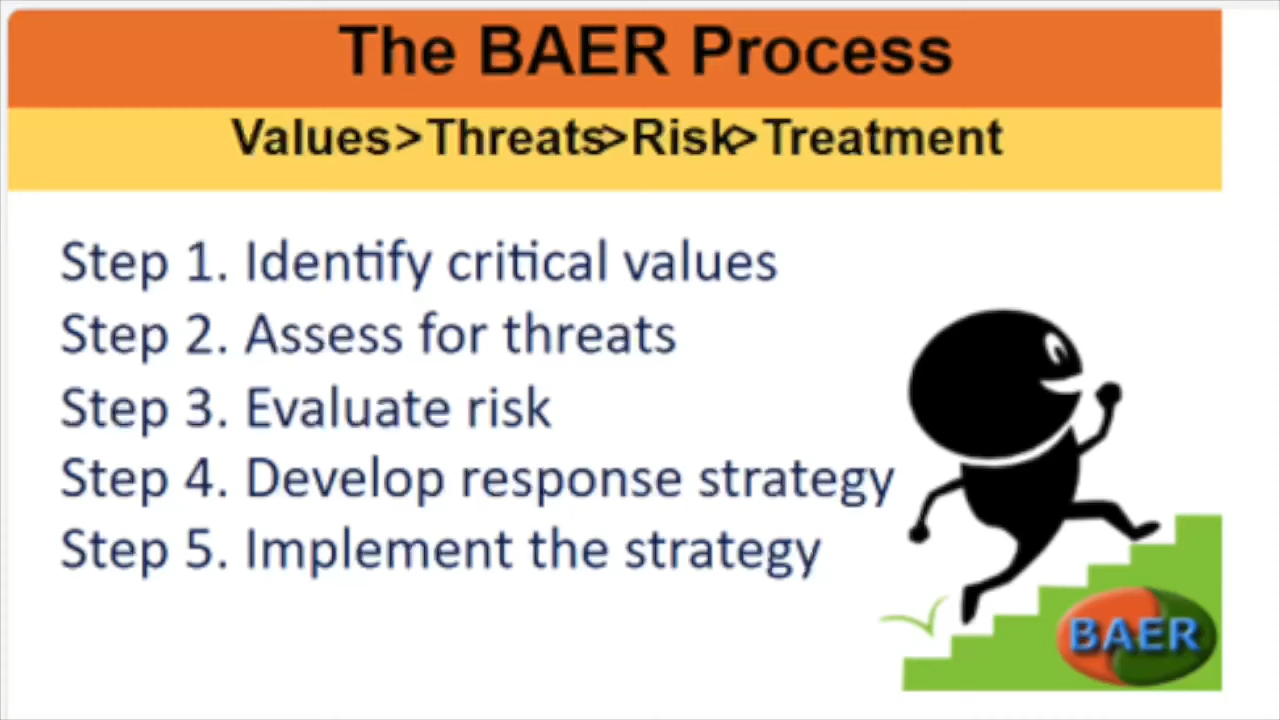 The BAER Process
Values>Threats>Risk>Treatment
Step 1. Identify critical values
Step 2. Assess for threats
Step 3. Evaluate risk
Step 4. Develop response strategy
Step 5. Implement the strategy
BAER